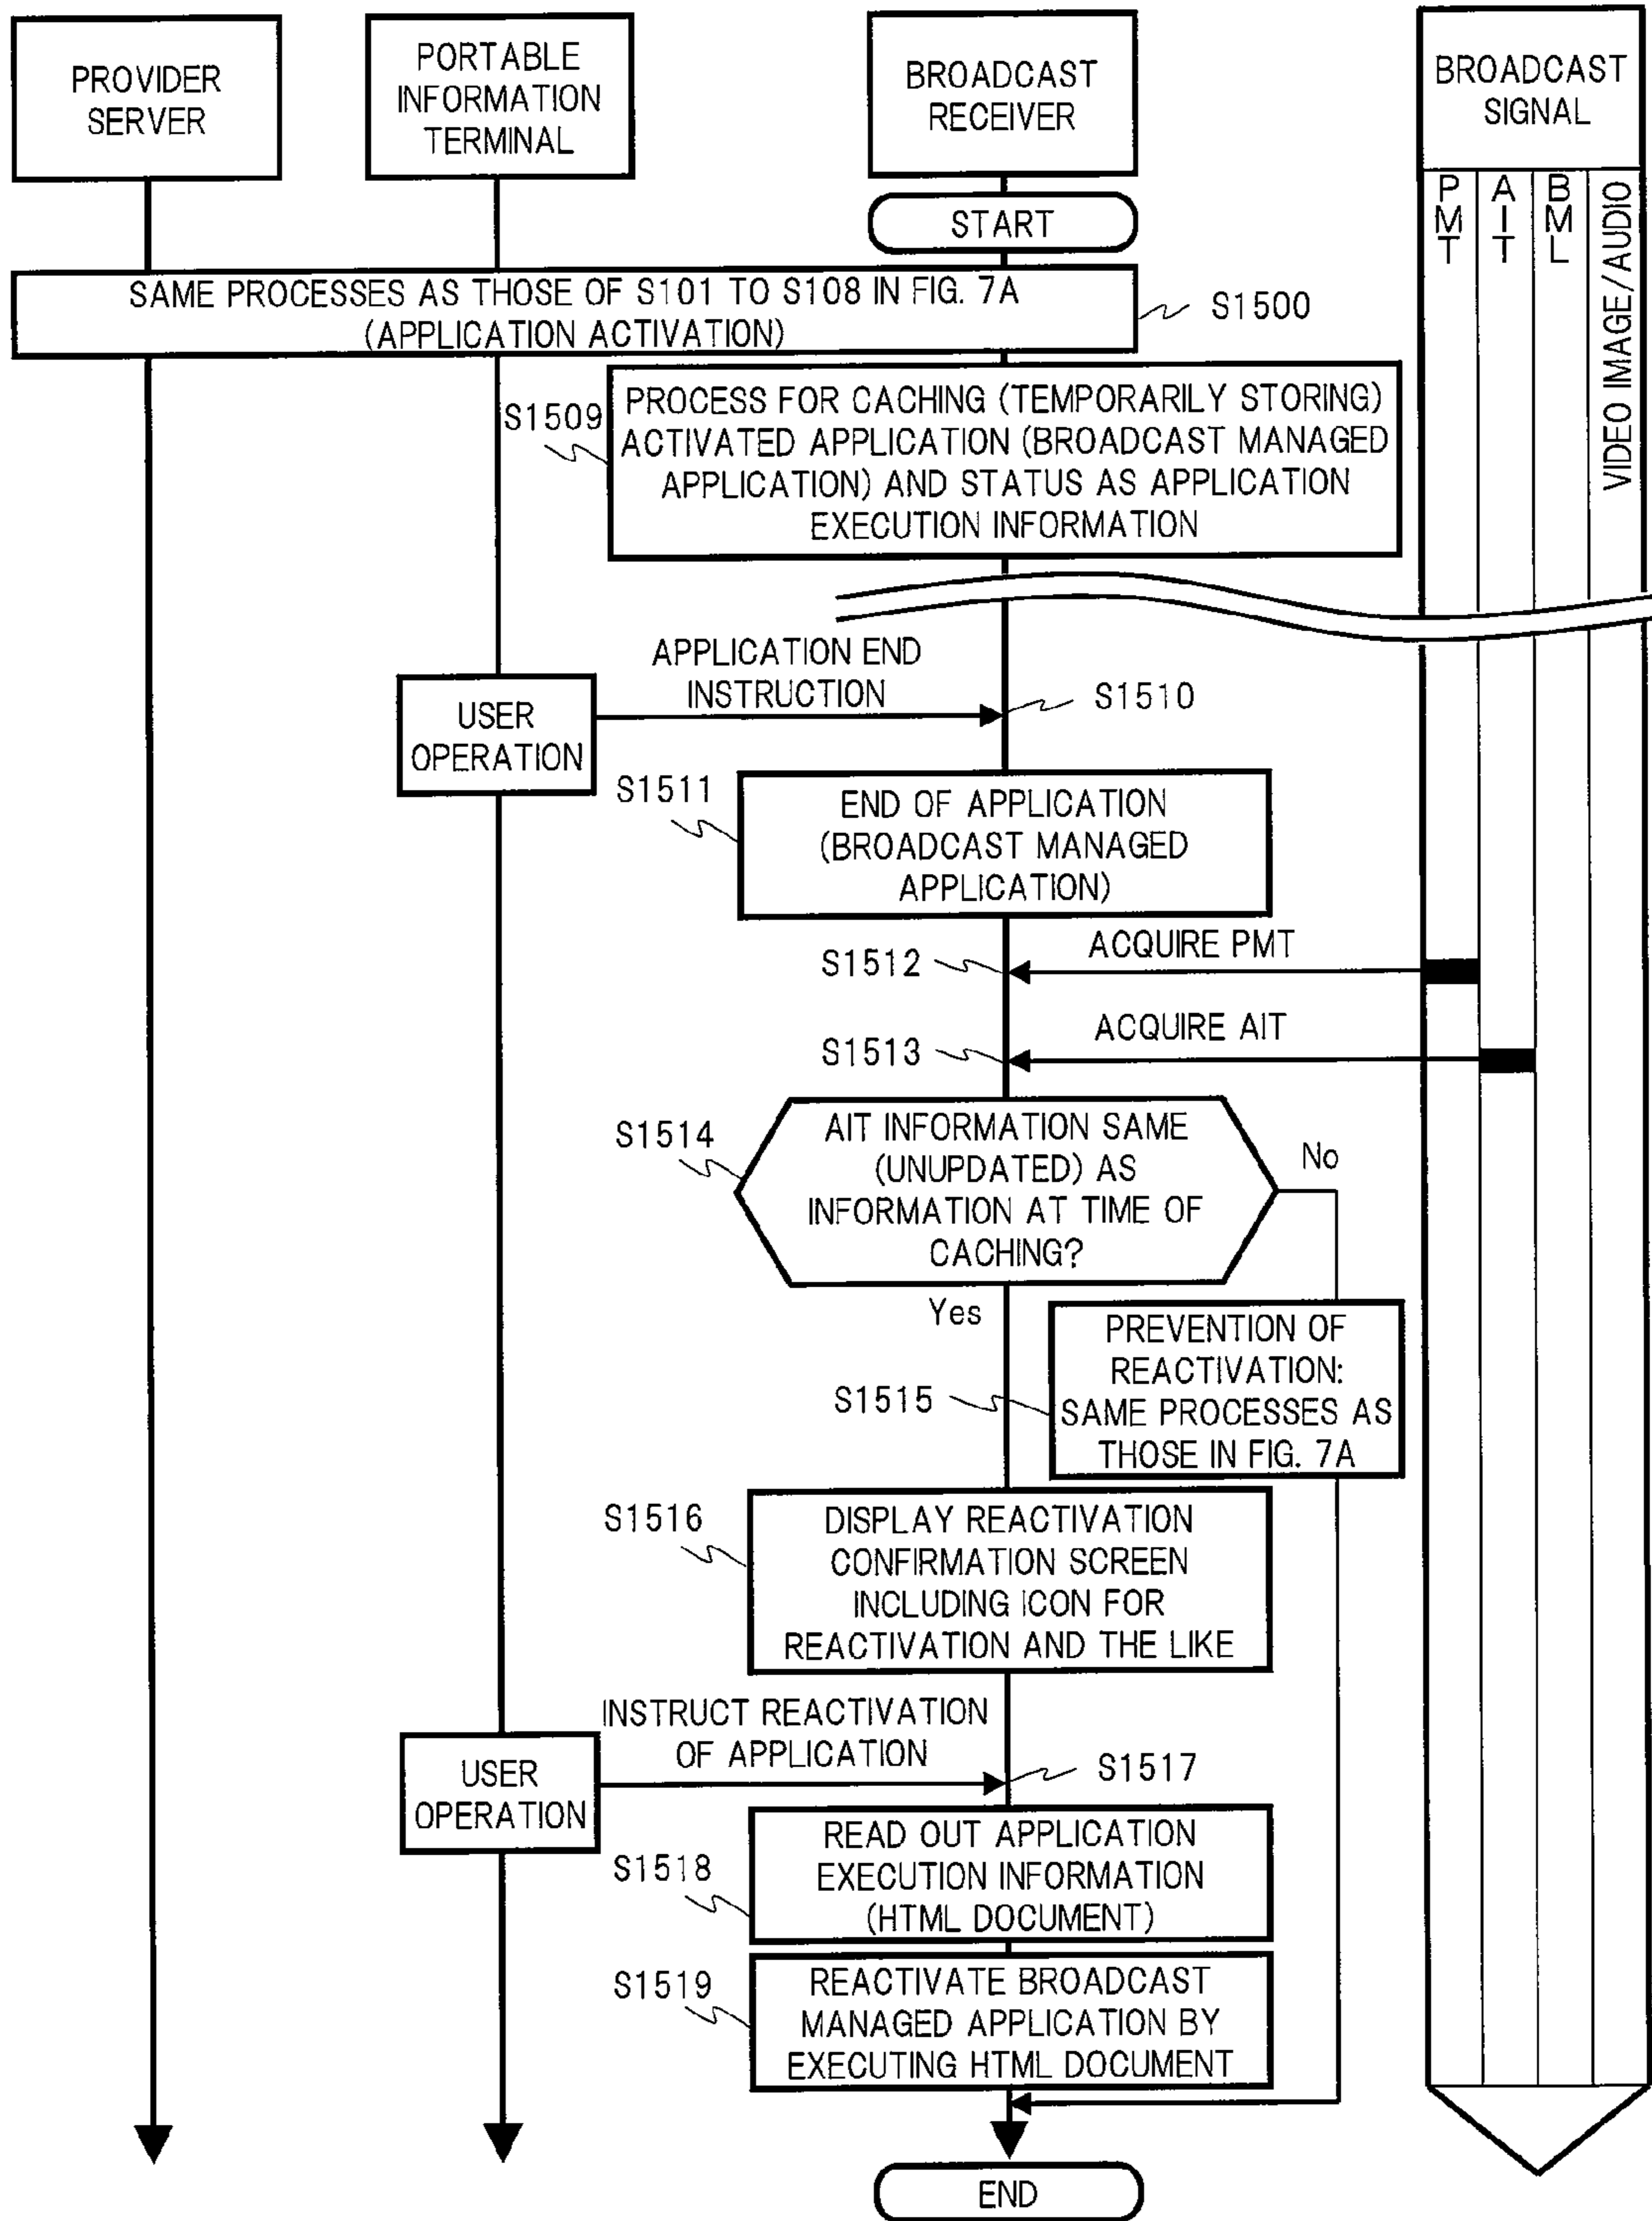 PROVIDER
SERVER
PORTABLE
INFORMATION
TERMINAL
BROADCAST
RECEIVER
BROADCAST
SIGNAL
PMT
AIT
BML
VIDEO IMAGE/AUDIO
START
SAME PROCESSES AS THOSE OF S101 TO S108 IN FIG. 7A
(APPLICATION ACTIVATION)
S1500
S1509
PROCESS FOR CACHING (TEMPORARILY STORING)
ACTIVATED APPLICATION (BROADCAST MANAGED
APPLICATION) AND STATUS AS APPLICATION
EXECUTION INFORMATION
APPLICATION END
INSTRUCTION
USER
OPERATION
S1510
S1511
END OF APPLICATION
(BROADCAST MANAGED
APPLICATION)
S1512
ACQUIRE PMT
S1513
ACQUIRE AIT
S1514
AIT INFORMATION SAME
(UNUPDATED) AS
INFORMATION AT TIME OF
CACHING?
No
Yes
S1515
PREVENTION OF
REACTIVATION:
SAME PROCESSES AS
THOSE IN FIG. 7A
S1516
DISPLAY REACTIVATION
CONFIRMATION SCREEN
INCLUDING ICON FOR
REACTIVATION AND THE LIKE
INSTRUCT REACTIVATION
OF APPLICATION
USER
OPERATION
S1517
S1518
READ OUT APPLICATION
EXECUTION INFORMATION
(HTML DOCUMENT)
S1519
REACTIVATE BROADCAST
MANAGED APPLICATION BY
EXECUTING HTML DOCUMENT
END